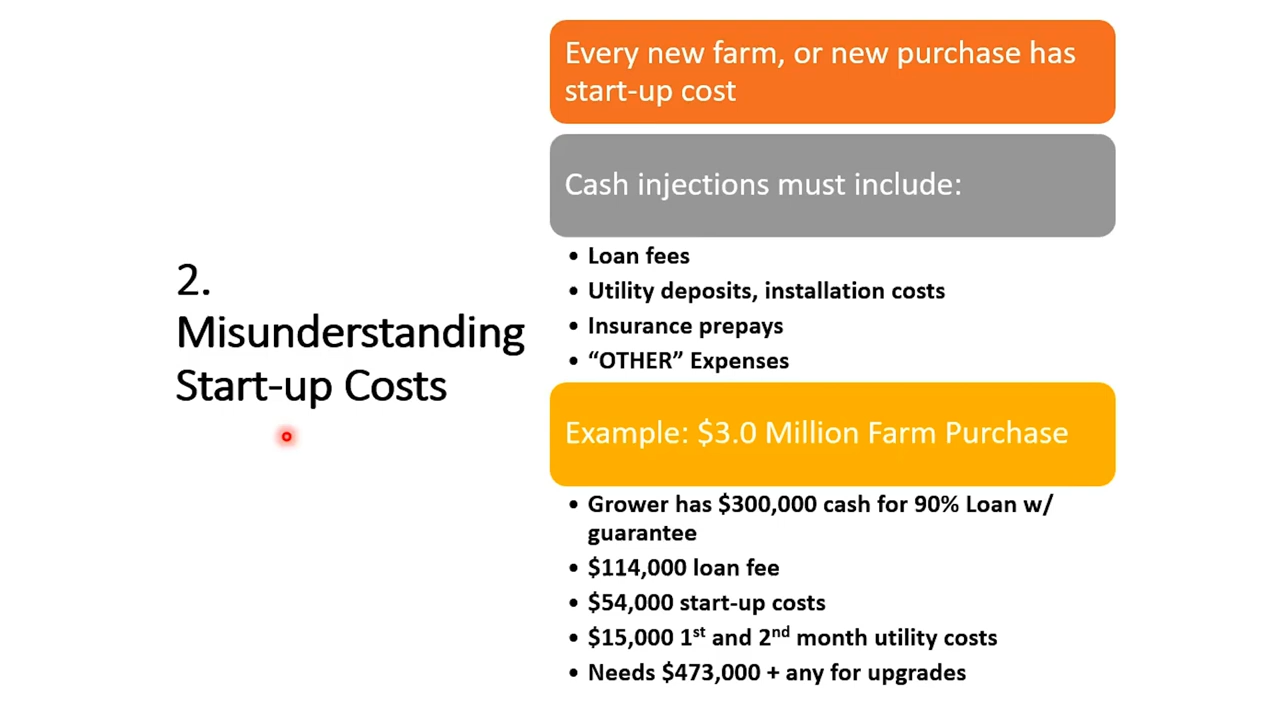 2.
Misunderstanding
Start-up Costs
Every new farm, or new purchase has
start-up cost
Cash injections must include:
• Loan fees
• Utility deposits, installation costs
• Insurance prepays
• “OTHER” Expenses
Example: $3.0 Million Farm Purchase
• Grower has $300,000 cash for 90% Loan w/
guarantee
• $114,000 loan fee
• $54,000 start-up costs
• $15,000 1st and 2nd month utility costs
• Needs $473,000 + any for upgrades